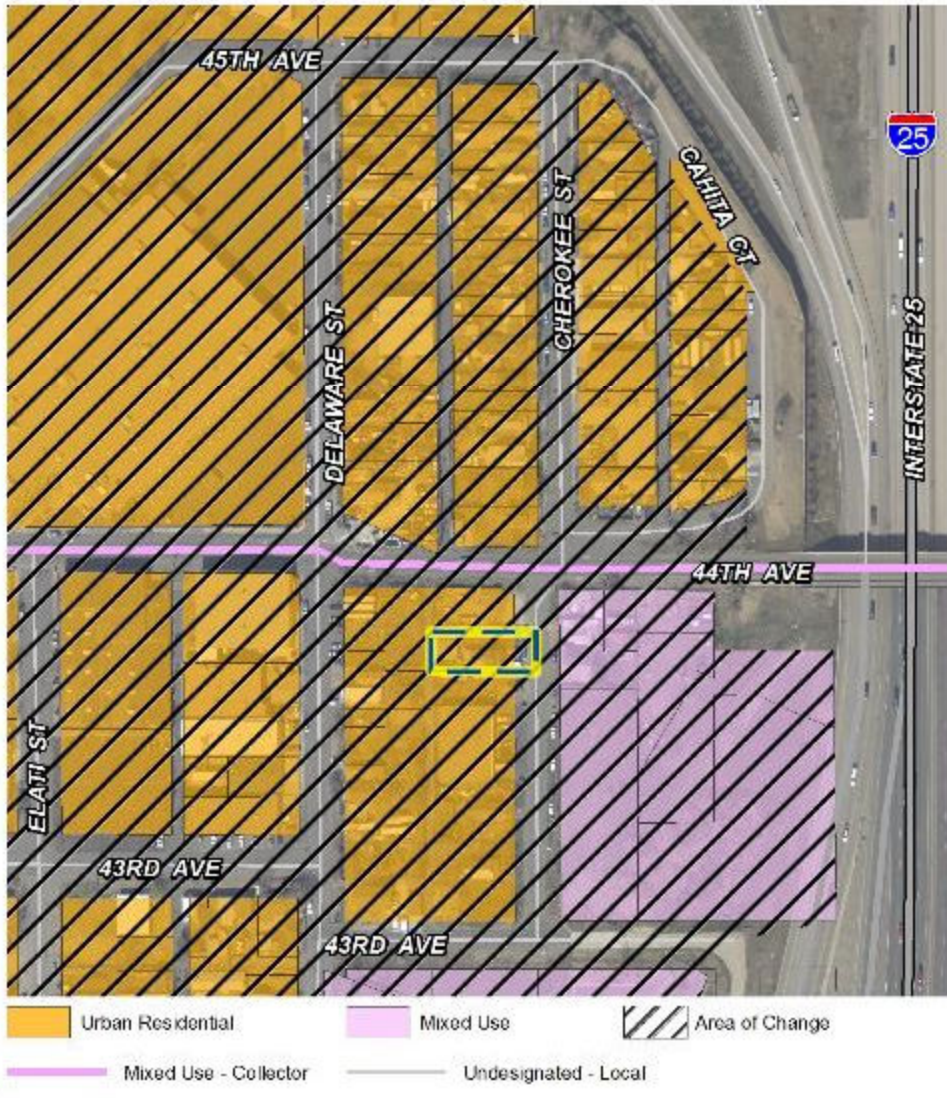 45TH AVE
25
CAHITA CT
CHEROKEE ST
DELAWARE ST
INTERSTATE 25
44TH AVE
ELATI ST
43RD AVE
43RD AVE
Urban Residential
Mixed Use
Area of Change
Mixed Use - Collector
Undesignated - Local